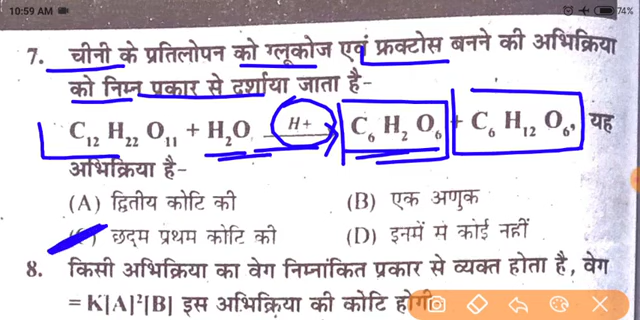 10:59 AM
74%
7. चीनी के प्रतिलोपन को ग्लूकोज एवं फ्रक्टोस बनने की अभिक्रिया
को निम्न प्रकार से दर्शाया जाता है-
C₁₂ H₂₂ O₁₁ + H₂O H+ C₆ H₂ O₆ + C₆ H₁₂ O₆, यह
अभिक्रिया है-
(A) द्वितीय कोटि की (B) एक अणुक
छद्म प्रथम कोटि की (D) इनमें में कोई नहीं
8. किसी अभिक्रिया का वेग निम्नांकित प्रकार से व्यक्त होता है, वेग
= K[A]²[B] इस अभिक्रिया की कोटि होगी